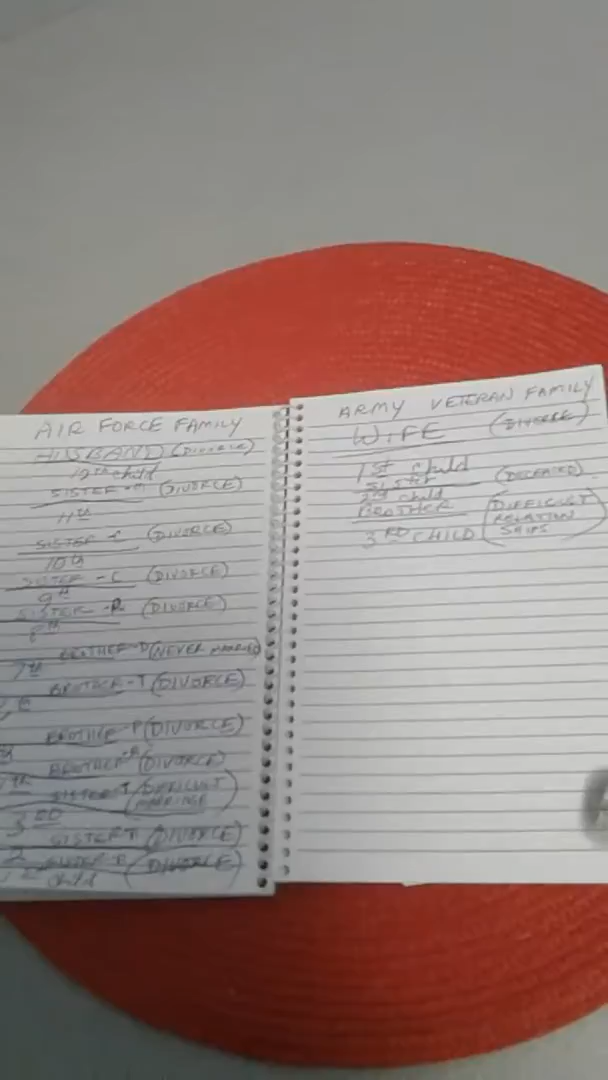 AIR FORCE FAMILY
HUSBAND (DIVORCE)
12th child
SISTER - (DIVORCE)
11th
SISTER - C (DIVORCE)
10th
SISTER - C (DIVORCE)
9th
SISTER - R (DIVORCE)
8th
BROTHER-D (NEVER MARRIED)
7th
BROTHER-T (DIVORCE)
BROTHER-P (DIVORCE)
BROTHER-R (DIVORCE)
SISTER-T (DIFFICULT
MARRIAGE)
3RD
SISTER T (DIVORCE)
2
SISTER - (DIVORCE)
child
ARMY VETERAN FAMILY
WIFE (DIVORCE)
1st child
SISTER (DECEASED)
2nd child
BROTHER (DIFFICULT
RELATION
SHIPS)
3RD CHILD